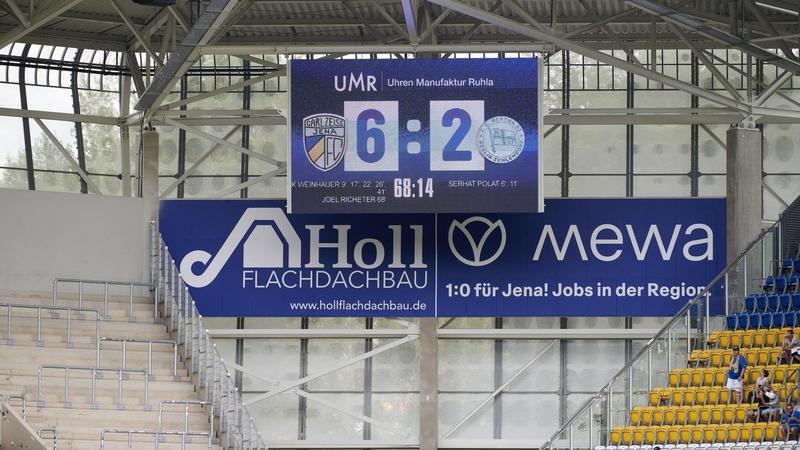 UMR Uhren Manufaktur Ruhla
CARL ZEISS
JENA
FC
6:2
K WEINHAUER 9', 17', 22', 26',
41'
JOEL RICHETER 68'
68:14
SERHAT POLAT 6', 11'
Holl
FLACHDACHBAU
www.hollflachdachbau.de
mewa
1:0 für Jena! Jobs in der Region.